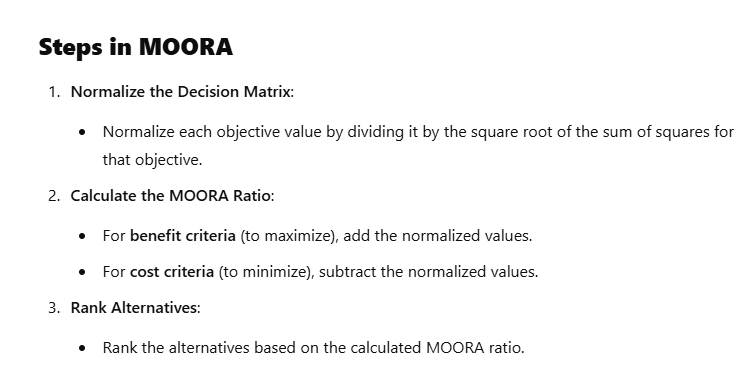 Steps in MOORA
1. Normalize the Decision Matrix:
• Normalize each objective value by dividing it by the square root of the sum of squares for
that objective.
2. Calculate the MOORA Ratio:
• For benefit criteria (to maximize), add the normalized values.
• For cost criteria (to minimize), subtract the normalized values.
3. Rank Alternatives:
• Rank the alternatives based on the calculated MOORA ratio.